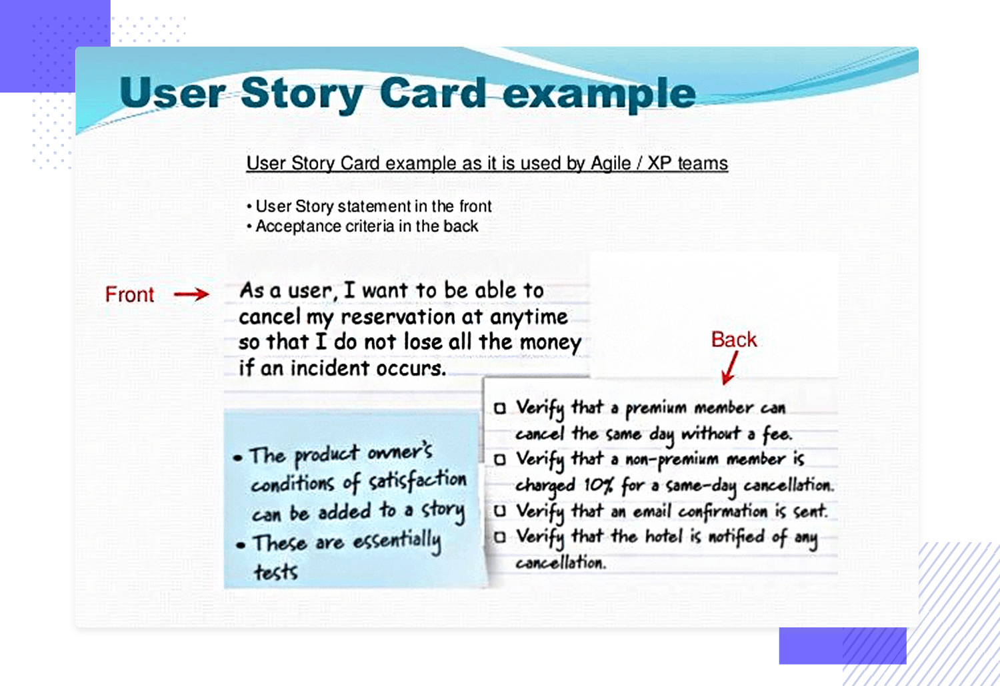 User Story Card example
User Story Card example as it is used by Agile / XP teams
• User Story statement in the front
• Acceptance criteria in the back
Front
As a user, I want to be able to
cancel my reservation at anytime
so that I do not lose all the money
if an incident occurs.
Back
• The product owner's
conditions of satisfaction
can be added to a story
• These are essentially
tests
Verify that a premium member can
cancel the same day without a fee.
Verify that a non-premium member is
charged 10% for a same-day cancellation.
Verify that an email confirmation is sent.
Verify that the hotel is notified of any
cancellation.